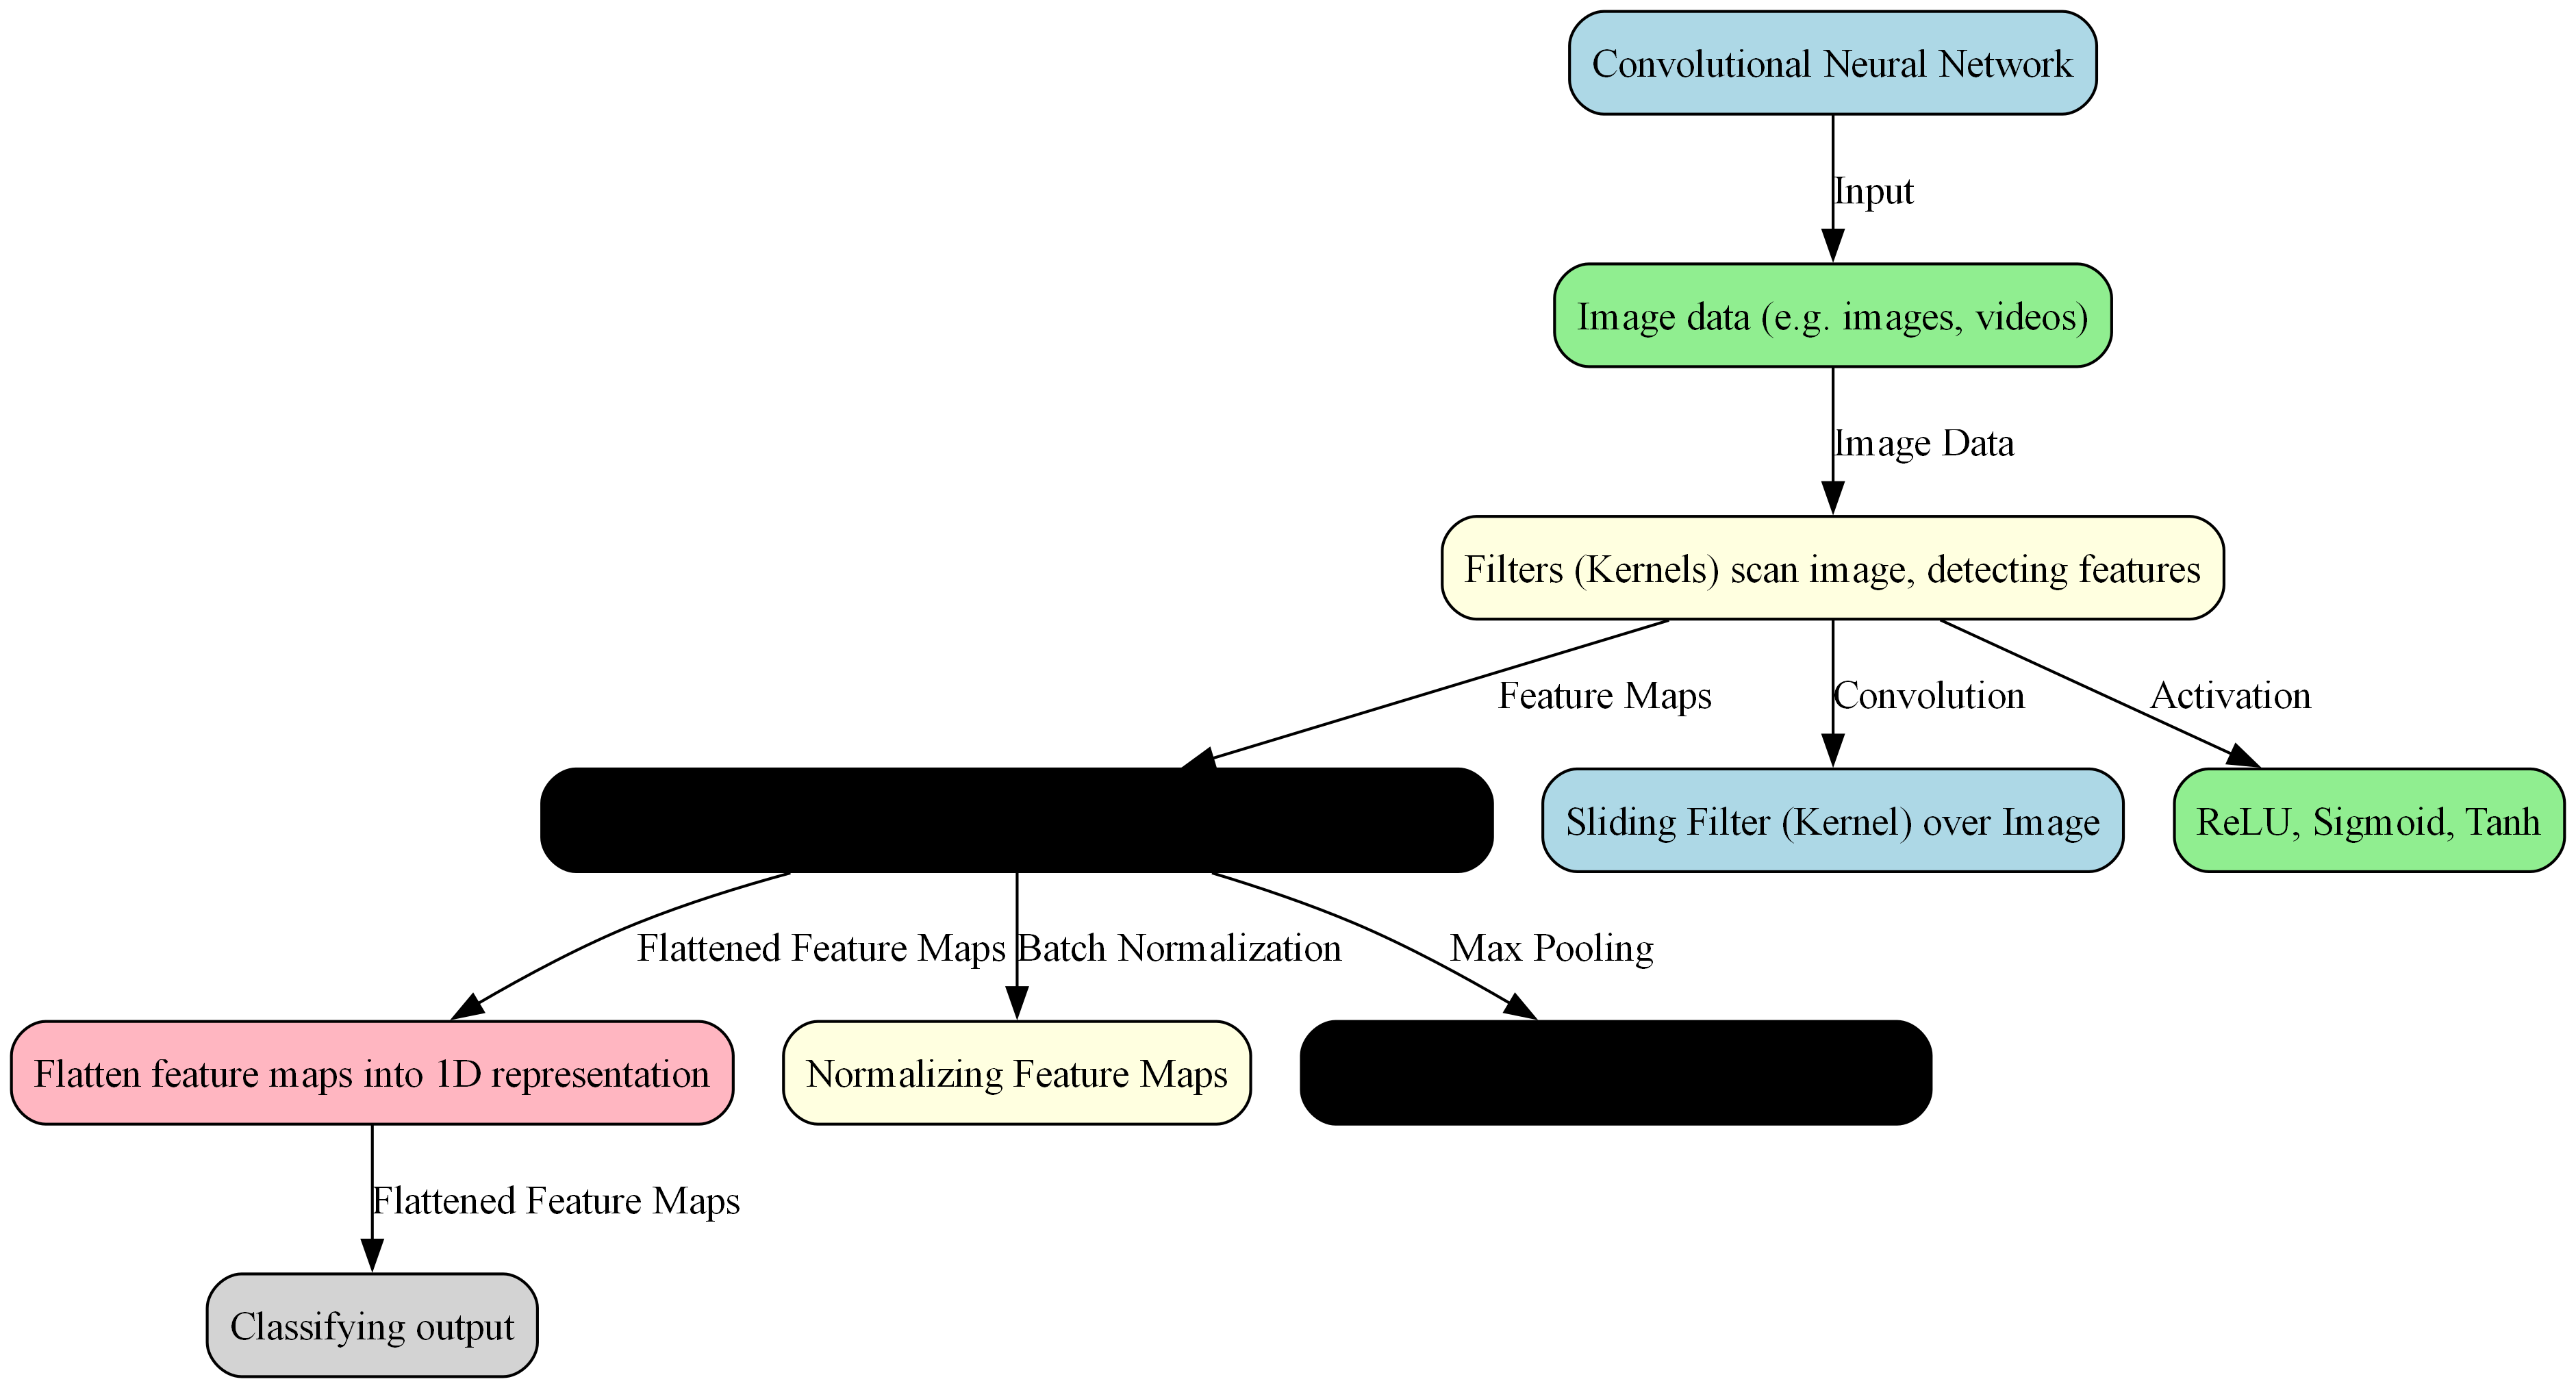 Convolutional Neural Network
Input
Image data (e.g. images, videos)
Image Data
Filters (Kernels) scan image, detecting features
Feature Maps
Convolution
Activation
Sliding Filter (Kernel) over Image
ReLU, Sigmoid, Tanh
Flattened Feature Maps
Batch Normalization
Max Pooling
Flatten feature maps into 1D representation
Normalizing Feature Maps
Flattened Feature Maps
Classifying output